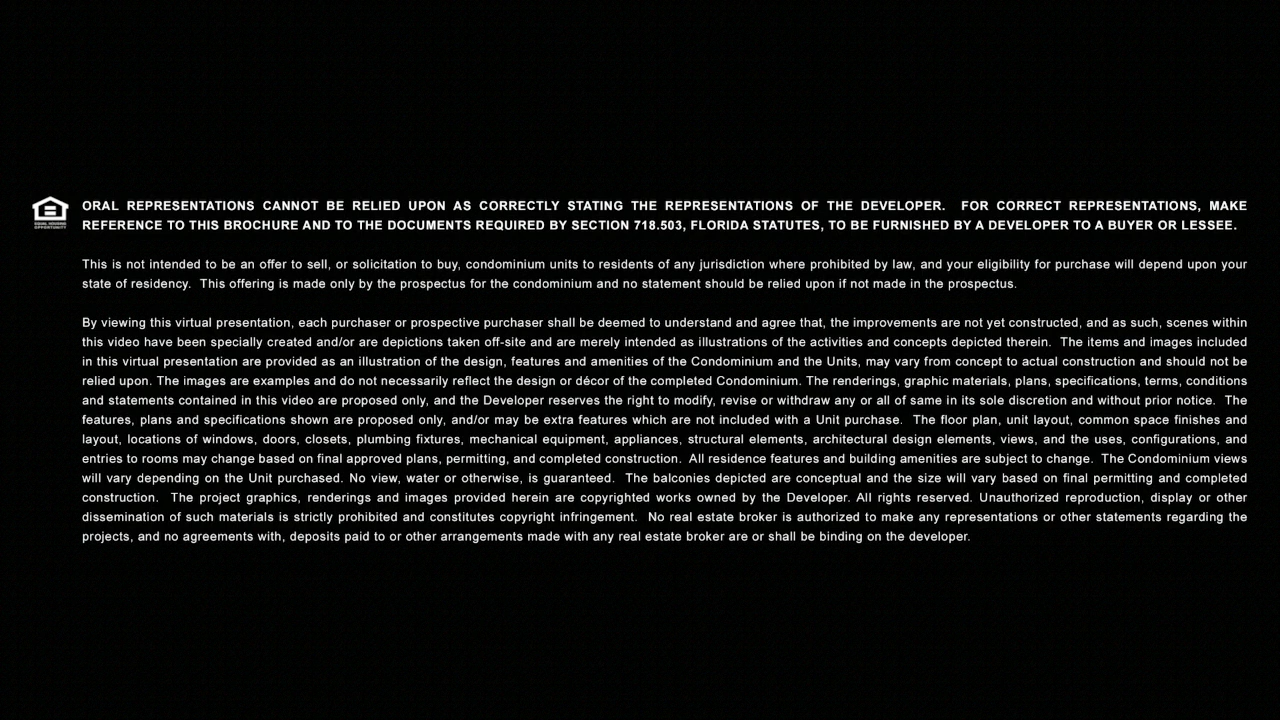 ORAL REPRESENTATIONS CANNOT BE RELIED UPON AS CORRECTLY STATING THE REPRESENTATIONS OF THE DEVELOPER.  FOR CORRECT REPRESENTATIONS, MAKE
REFERENCE TO THIS BROCHURE AND TO THE DOCUMENTS REQUIRED BY SECTION 718.503, FLORIDA STATUTES, TO BE FURNISHED BY A DEVELOPER TO A BUYER OR LESSEE.
EQUAL HOUSING
OPPORTUNITY
This is not intended to be an offer to sell, or solicitation to buy, condominium units to residents of any jurisdiction where prohibited by law, and your eligibility for purchase will depend upon your
state of residency.  This offering is made only by the prospectus for the condominium and no statement should be relied upon if not made in the prospectus.
By viewing this virtual presentation, each purchaser or prospective purchaser shall be deemed to understand and agree that, the improvements are not yet constructed, and as such, scenes within
this video have been specially created and/or are depictions taken off-site and are merely intended as illustrations of the activities and concepts depicted therein.  The items and images included
in this virtual presentation are provided as an illustration of the design, features and amenities of the Condominium and the Units, may vary from concept to actual construction and should not be
relied upon. The images are examples and do not necessarily reflect the design or décor of the completed Condominium. The renderings, graphic materials, plans, specifications, terms, conditions
and statements contained in this video are proposed only, and the Developer reserves the right to modify, revise or withdraw any or all of same in its sole discretion and without prior notice.  The
features, plans and specifications shown are proposed only, and/or may be extra features which are not included with a Unit purchase.  The floor plan, unit layout, common space finishes and
layout, locations of windows, doors, closets, plumbing fixtures, mechanical equipment, appliances, structural elements, architectural design elements, views, and the uses, configurations, and
entries to rooms may change based on final approved plans, permitting, and completed construction.  All residence features and building amenities are subject to change.  The Condominium views
will vary depending on the Unit purchased. No view, water or otherwise, is guaranteed.  The balconies depicted are conceptual and the size will vary based on final permitting and completed
construction.  The project graphics, renderings and images provided herein are copyrighted works owned by the Developer. All rights reserved. Unauthorized reproduction, display or other
dissemination of such materials is strictly prohibited and constitutes copyright infringement.  No real estate broker is authorized to make any representations or other statements regarding the
projects, and no agreements with, deposits paid to or other arrangements made with any real estate broker are or shall be binding on the developer.